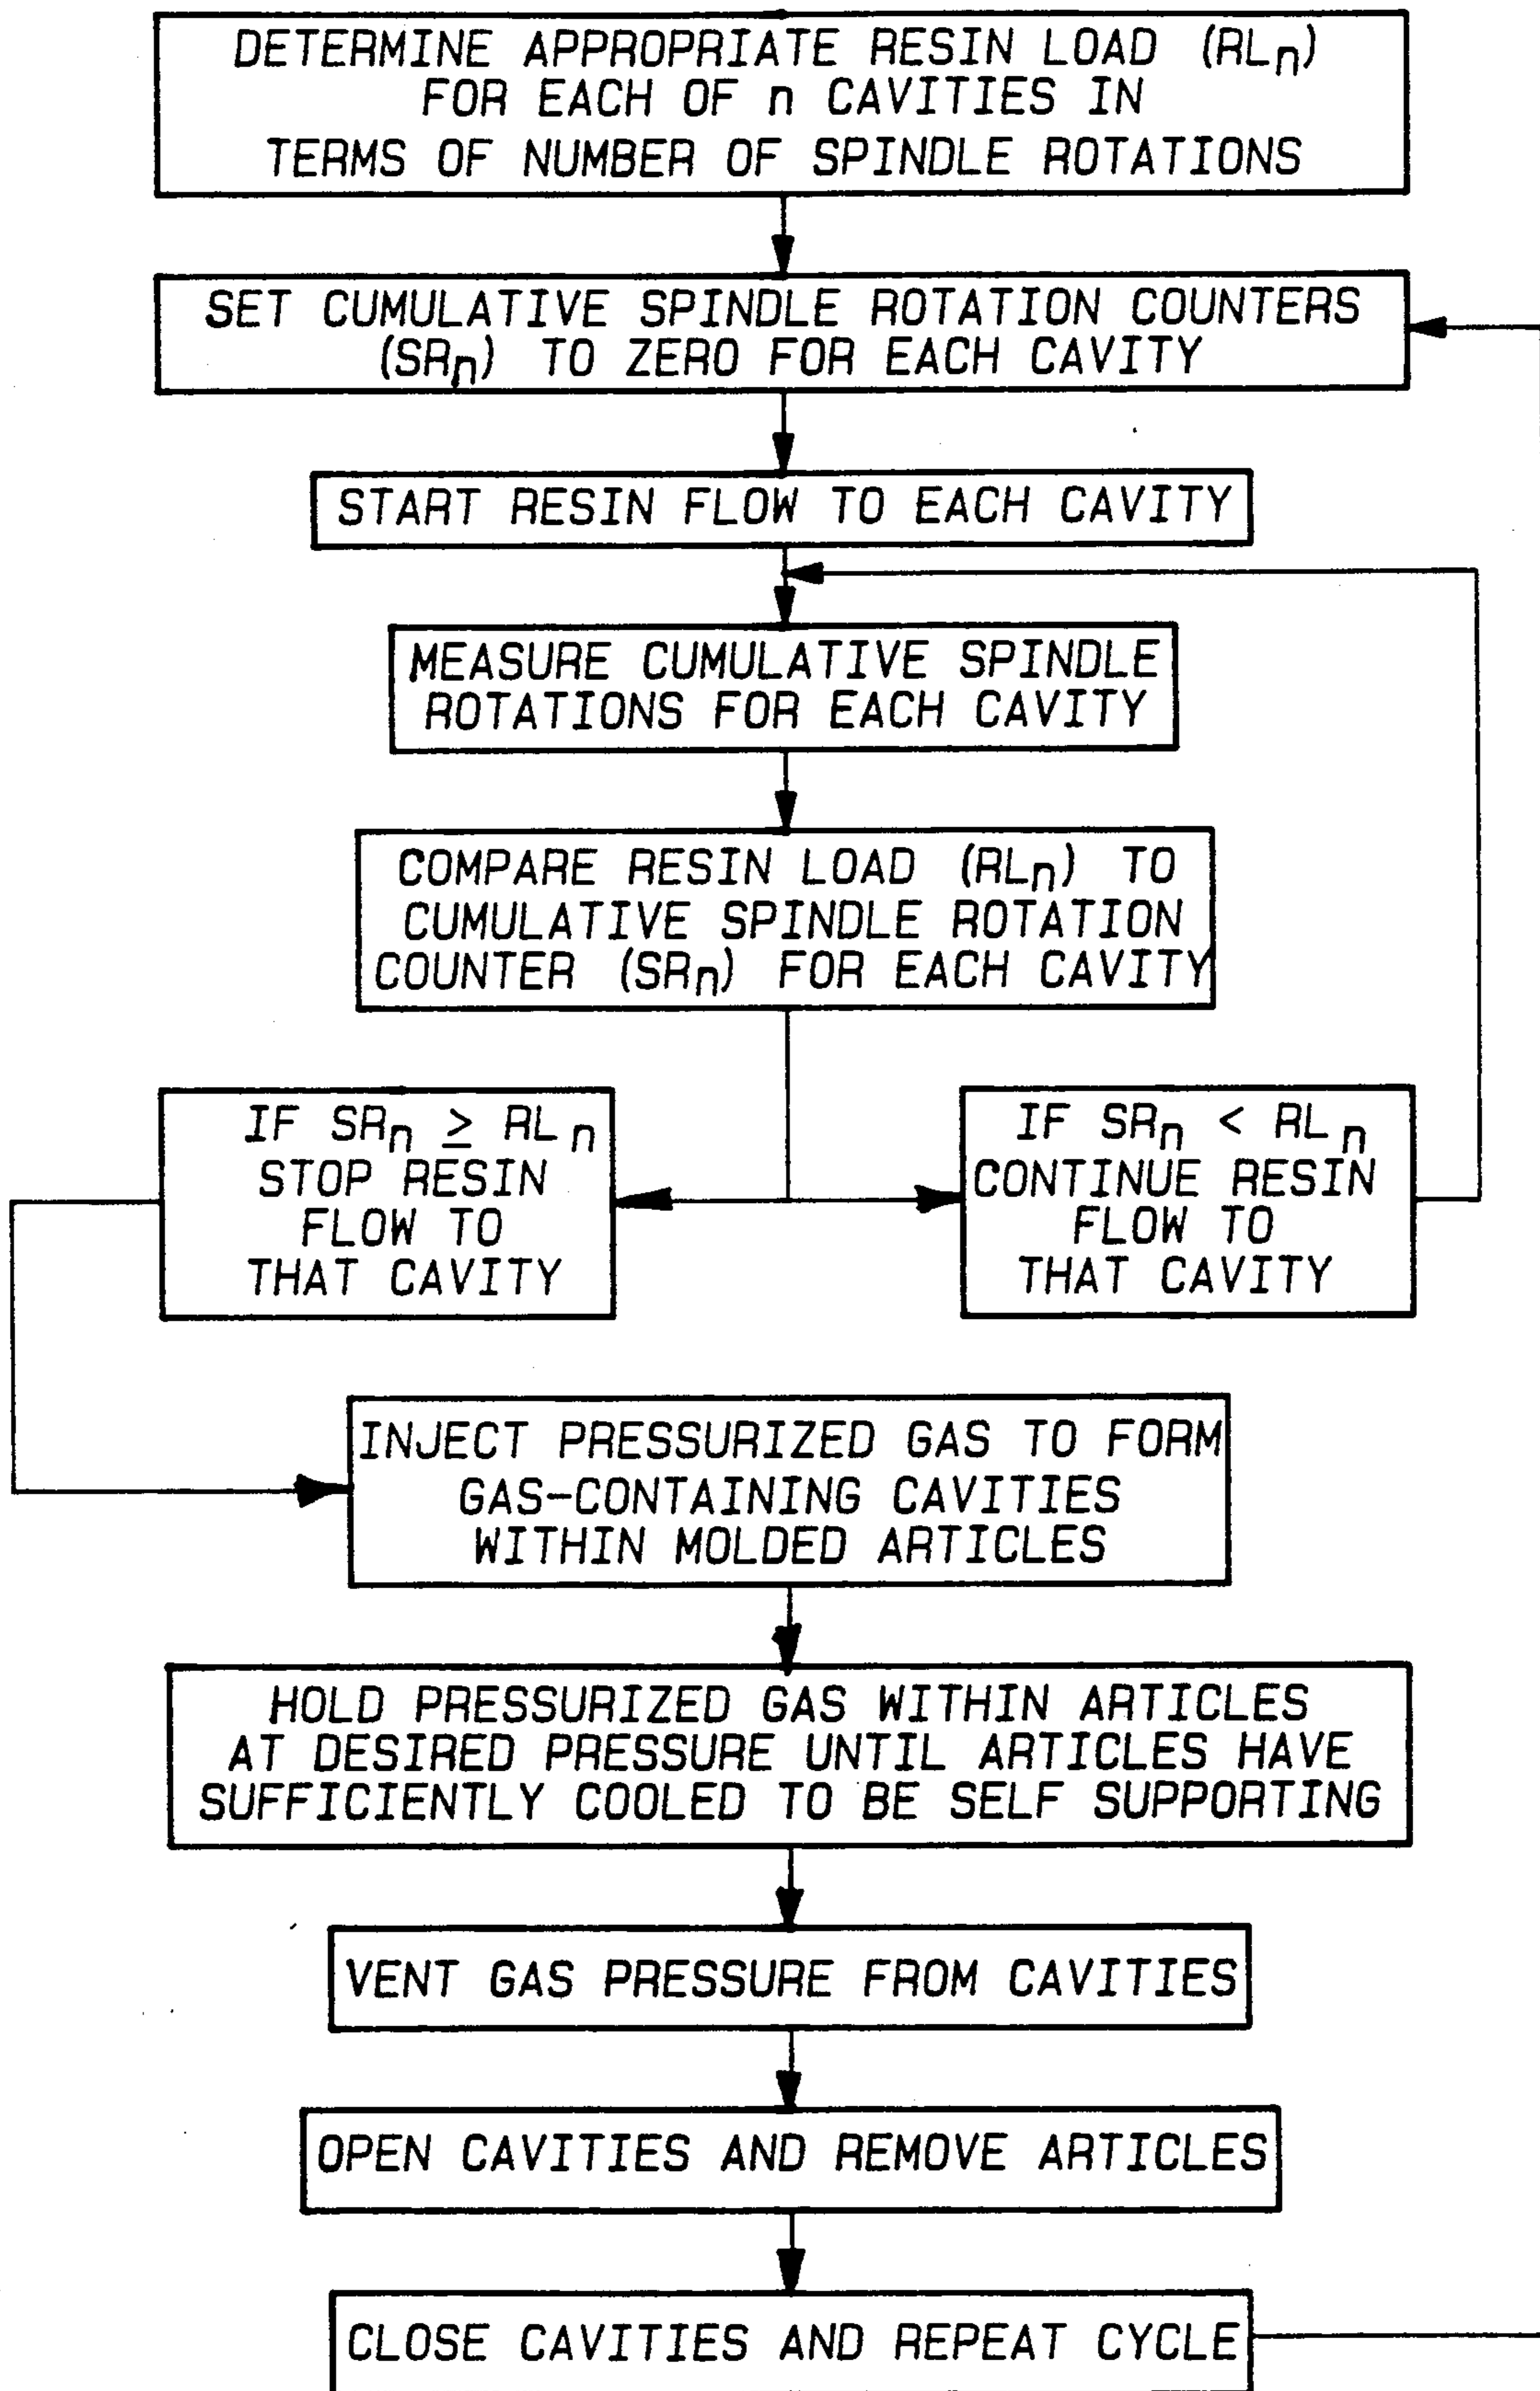 DETERMINE APPROPRIATE RESIN LOAD (RLn)
FOR EACH OF n CAVITIES IN
TERMS OF NUMBER OF SPINDLE ROTATIONS
SET CUMULATIVE SPINDLE ROTATION COUNTERS
(SRn) TO ZERO FOR EACH CAVITY
START RESIN FLOW TO EACH CAVITY
MEASURE CUMULATIVE SPINDLE
ROTATIONS FOR EACH CAVITY
COMPARE RESIN LOAD (RLn) TO
CUMULATIVE SPINDLE ROTATION
COUNTER (SRn) FOR EACH CAVITY
IF SRn ≥ RLn
STOP RESIN
FLOW TO
THAT CAVITY
IF SRn < RLn
CONTINUE RESIN
FLOW TO
THAT CAVITY
INJECT PRESSURIZED GAS TO FORM
GAS-CONTAINING CAVITIES
WITHIN MOLDED ARTICLES
HOLD PRESSURIZED GAS WITHIN ARTICLES
AT DESIRED PRESSURE UNTIL ARTICLES HAVE
SUFFICIENTLY COOLED TO BE SELF SUPPORTING
VENT GAS PRESSURE FROM CAVITIES
OPEN CAVITIES AND REMOVE ARTICLES
CLOSE CAVITIES AND REPEAT CYCLE